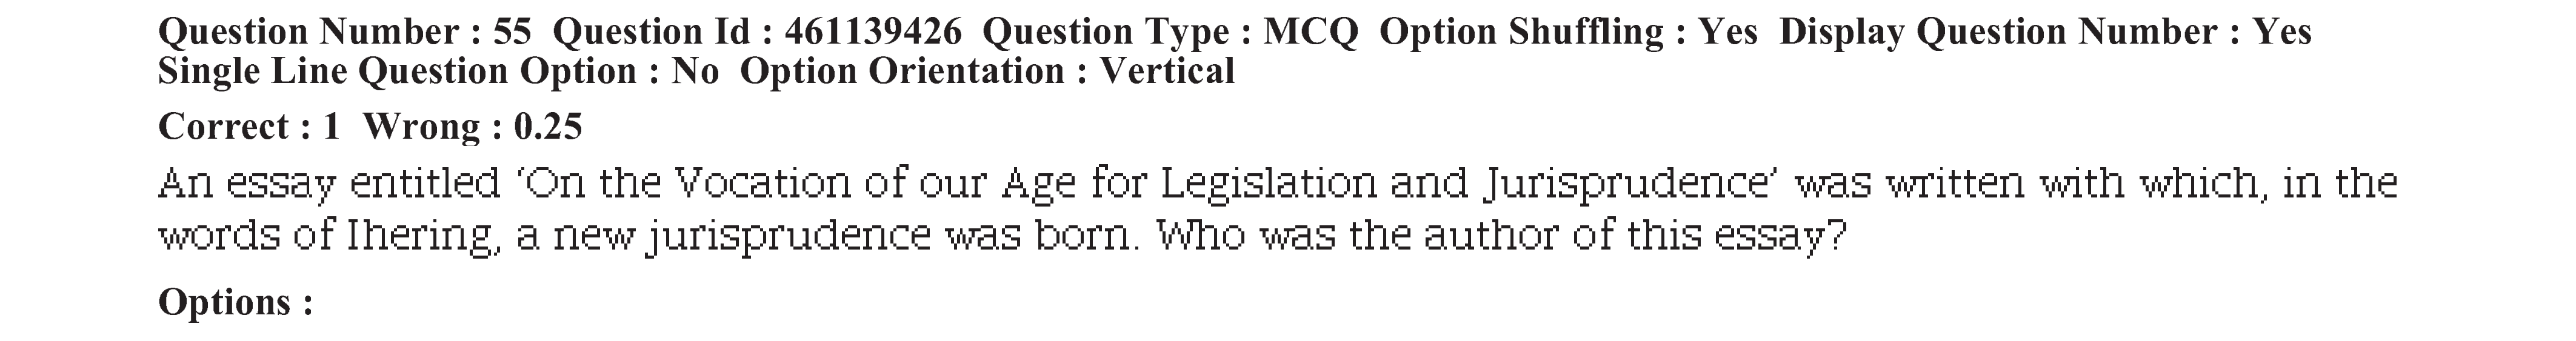 Question Number : 55 Question Id : 461139426 Question Type : MCQ Option Shuffling : Yes Display Question Number : Yes
Single Line Question Option : No Option Orientation : Vertical
Correct : 1 Wrong : 0.25
An essay entitled 'On the Vocation of our Age for Legislation and Jurisprudence' was written with which, in the
words of Ihering, a new jurisprudence was born. Who was the author of this essay?
Options :